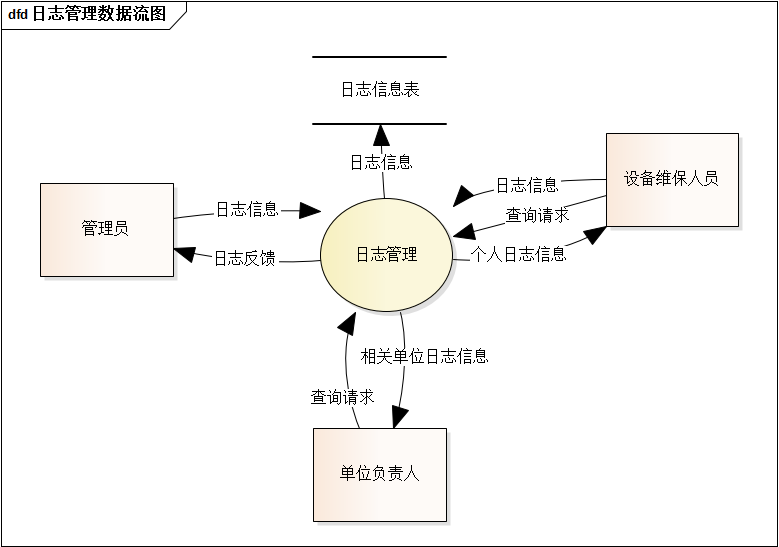 dfd 日志管理数据流图
日志信息表
日志信息
设备维保人员
日志信息
查询请求
个人日志信息
管理员
日志信息
日志反馈
日志管理
相关单位日志信息
查询请求
单位负责人